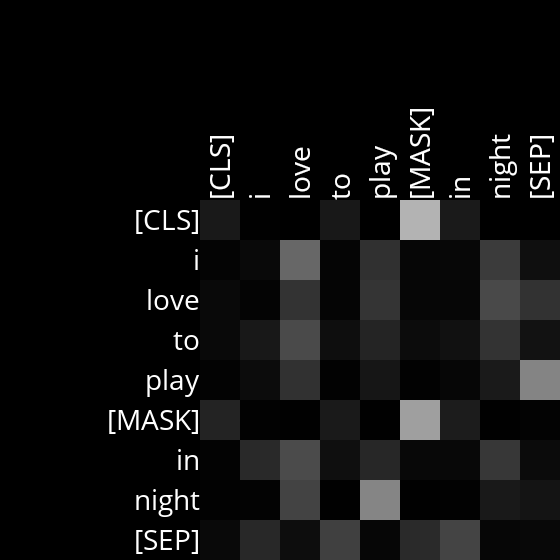 [CLS] i love to play [MASK] in night [SEP]
[CLS]
i
love
to
play
[MASK]
in
night
[SEP]